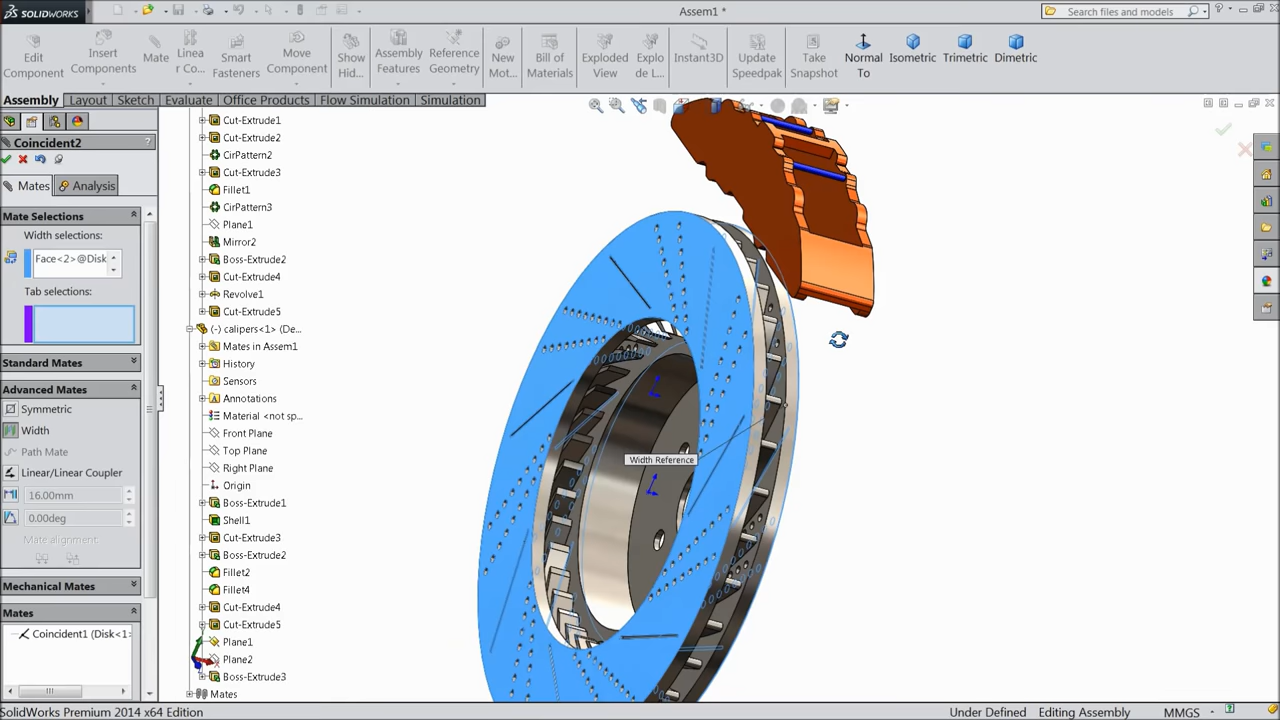 SOLIDWORKS
Assem1 *
Search files and models
Edit Component
Insert Components
Mate
Linea r Co...
Smart Fasteners
Move Component
Show Hid...
Assembly Features
Reference Geometry
New Mot...
Bill of Materials
Exploded View
Explo de L...
Instant3D
Update Speedpak
Take Snapshot
Normal To
Isometric
Trimetric
Dimetric
Assembly
Layout
Sketch
Evaluate
Office Products
Flow Simulation
Simulation
Coincident2
?
Mates
Analysis
Mate Selections
Width selections:
Face<2>@Disk
Tab selections:
Standard Mates
Advanced Mates
Symmetric
Width
Path Mate
Linear/Linear Coupler
16.00mm
0.00deg
Mate alignment:
Mechanical Mates
Mates
Coincident1 (Disk<1>
Cut-Extrude1
Cut-Extrude2
CirPattern2
Cut-Extrude3
Fillet1
CirPattern3
Plane1
Mirror2
Boss-Extrude2
Cut-Extrude4
Revolve1
Cut-Extrude5
(-) calipers<1> (De...
Mates in Assem1
History
Sensors
Annotations
Material <not sp...
Front Plane
Top Plane
Right Plane
Origin
Boss-Extrude1
Shell1
Cut-Extrude3
Boss-Extrude2
Fillet2
Fillet4
Cut-Extrude4
Cut-Extrude5
Plane1
Plane2
Boss-Extrude3
Mates
Width Reference
SolidWorks Premium 2014 x64 Edition
Under Defined
Editing Assembly
MMGS